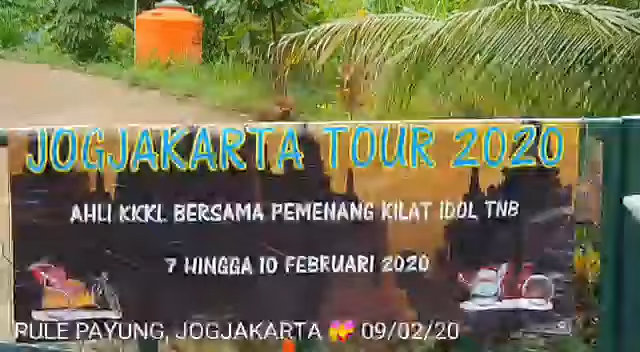 JOGJAKARTA TOUR 2020
AHLI KKKL BERSAMA PEMENANG KILAT IDOL TNB
7 HINGGA 10 FEBRUARI 2020
PULE PAYUNG, JOGJAKARTA 💝 09/02/20